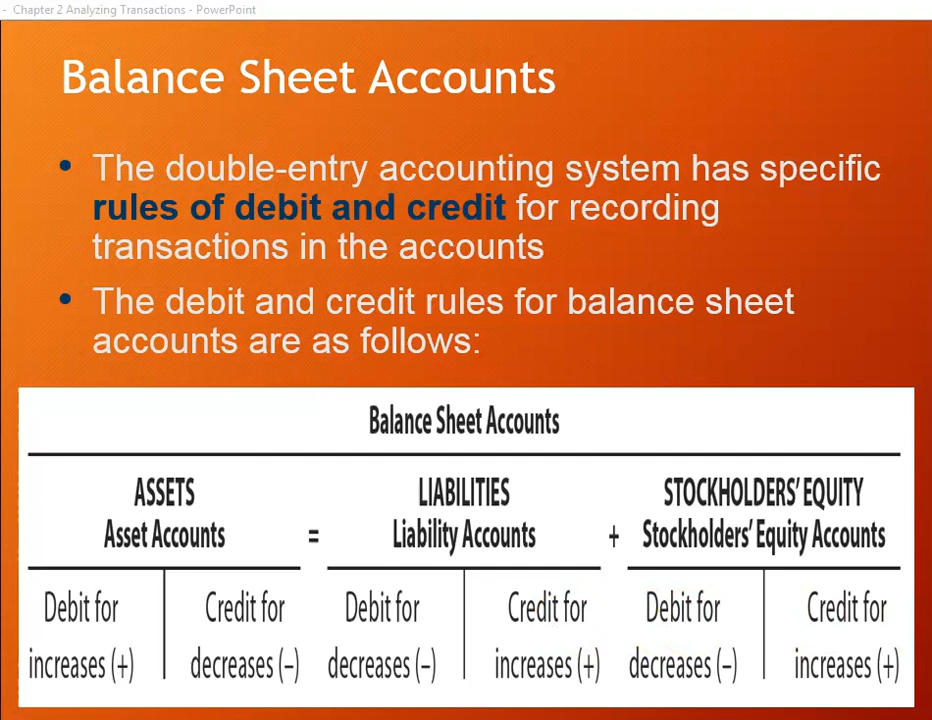 - Chapter 2 Analyzing Transactions - PowerPoint
Balance Sheet Accounts
• The double-entry accounting system has specific
rules of debit and credit for recording
transactions in the accounts
• The debit and credit rules for balance sheet
accounts are as follows:
Balance Sheet Accounts
ASSETS LIABILITIES STOCKHOLDERS' EQUITY
Asset Accounts = Liability Accounts + Stockholders' Equity Accounts
Debit for Credit for Debit for Credit for Debit for Credit for
increases (+) decreases (–) decreases (–) increases (+) decreases (–) increases (+)